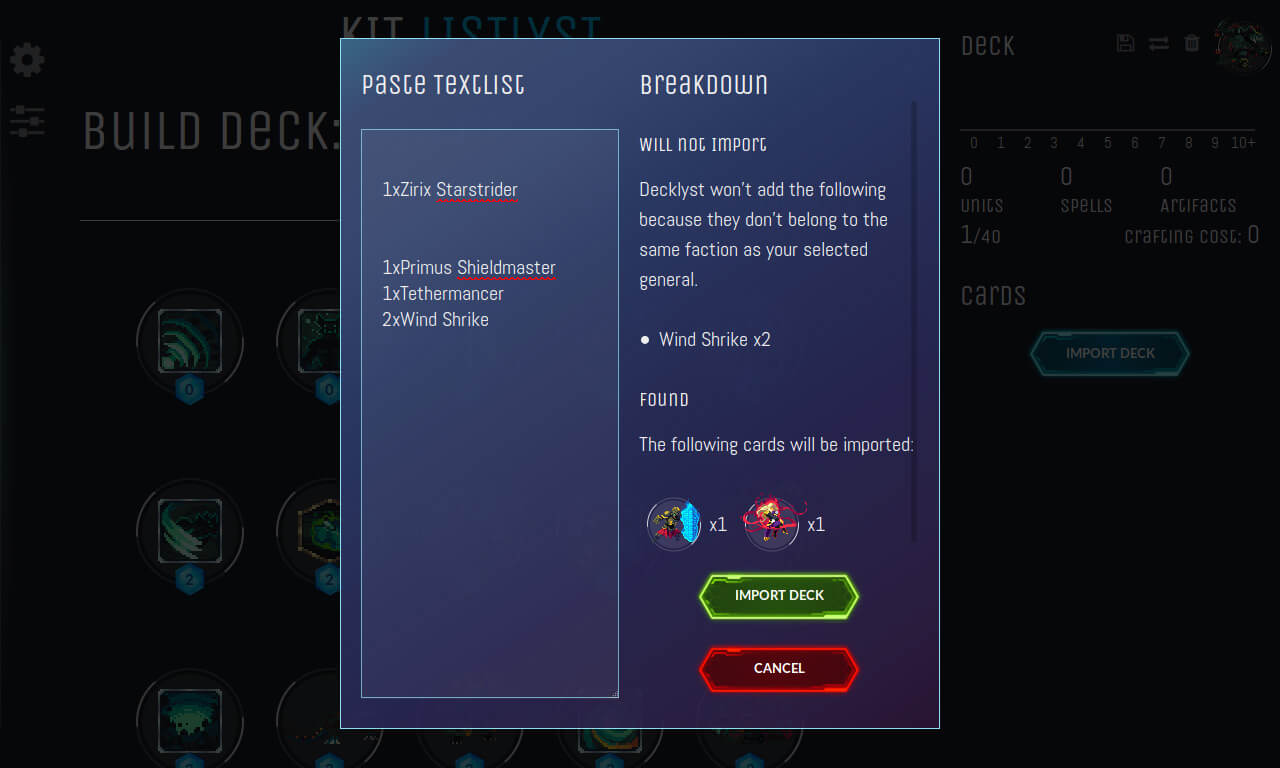 KIT LISTLYST
BUILD DECK:
Paste Textlist
1xZirix Starstrider
1xPrimus Shieldmaster
1xTethermancer
2xWind Shrike
Breakdown
Will not import
Decklyst won't add the following
because they don't belong to the
same faction as your selected
general.
• Wind Shrike x2
Found
The following cards will be imported:
x1 x1
IMPORT DECK
CANCEL
Deck
0 1 2 3 4 5 6 7 8 9 10+
0 0 0
Units Spells Artifacts
1/40 Crafting cost: 0
Cards
IMPORT DECK
0 0
2 2